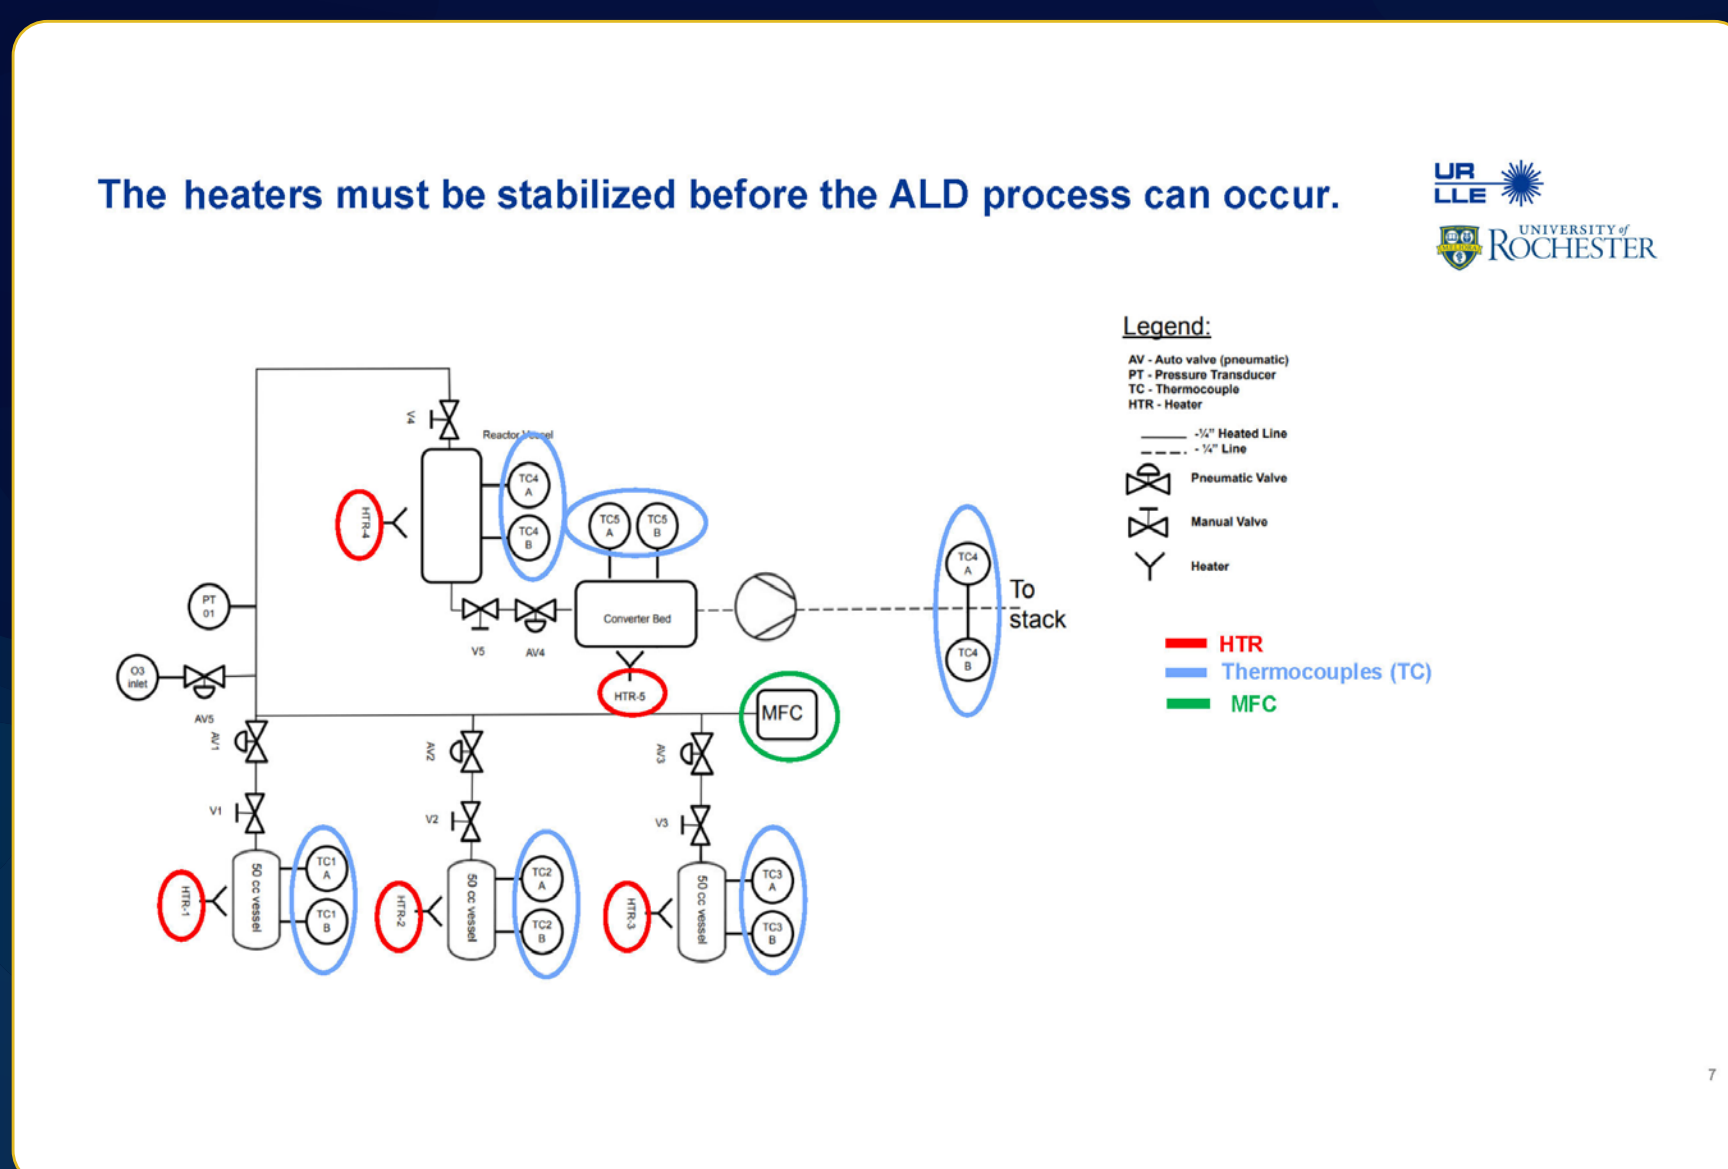 The heaters must be stabilized before the ALD process can occur.
UR
LLE
UNIVERSITY of
ROCHESTER
MELIORA
Legend:
AV - Auto valve (pneumatic)
PT - Pressure Transducer
TC - Thermocouple
HTR - Heater
-¼” Heated Line
- ¼” Line
Pneumatic Valve
Manual Valve
Heater
HTR
Thermocouples (TC)
MFC
V4
Reactor Vessel
TC4
A
TC4
B
HTR-4
TC5
A
TC5
B
Converter Bed
HTR-5
V5
AV4
TC4
A
TC4
B
To
stack
PT
01
O3
inlet
AV5
MFC
AV1
AV2
AV3
V1
V2
V3
HTR-1
50 cc vessel
TC1
A
TC1
B
HTR-2
50 cc vessel
TC2
A
TC2
B
HTR-3
50 cc vessel
TC3
A
TC3
B
7